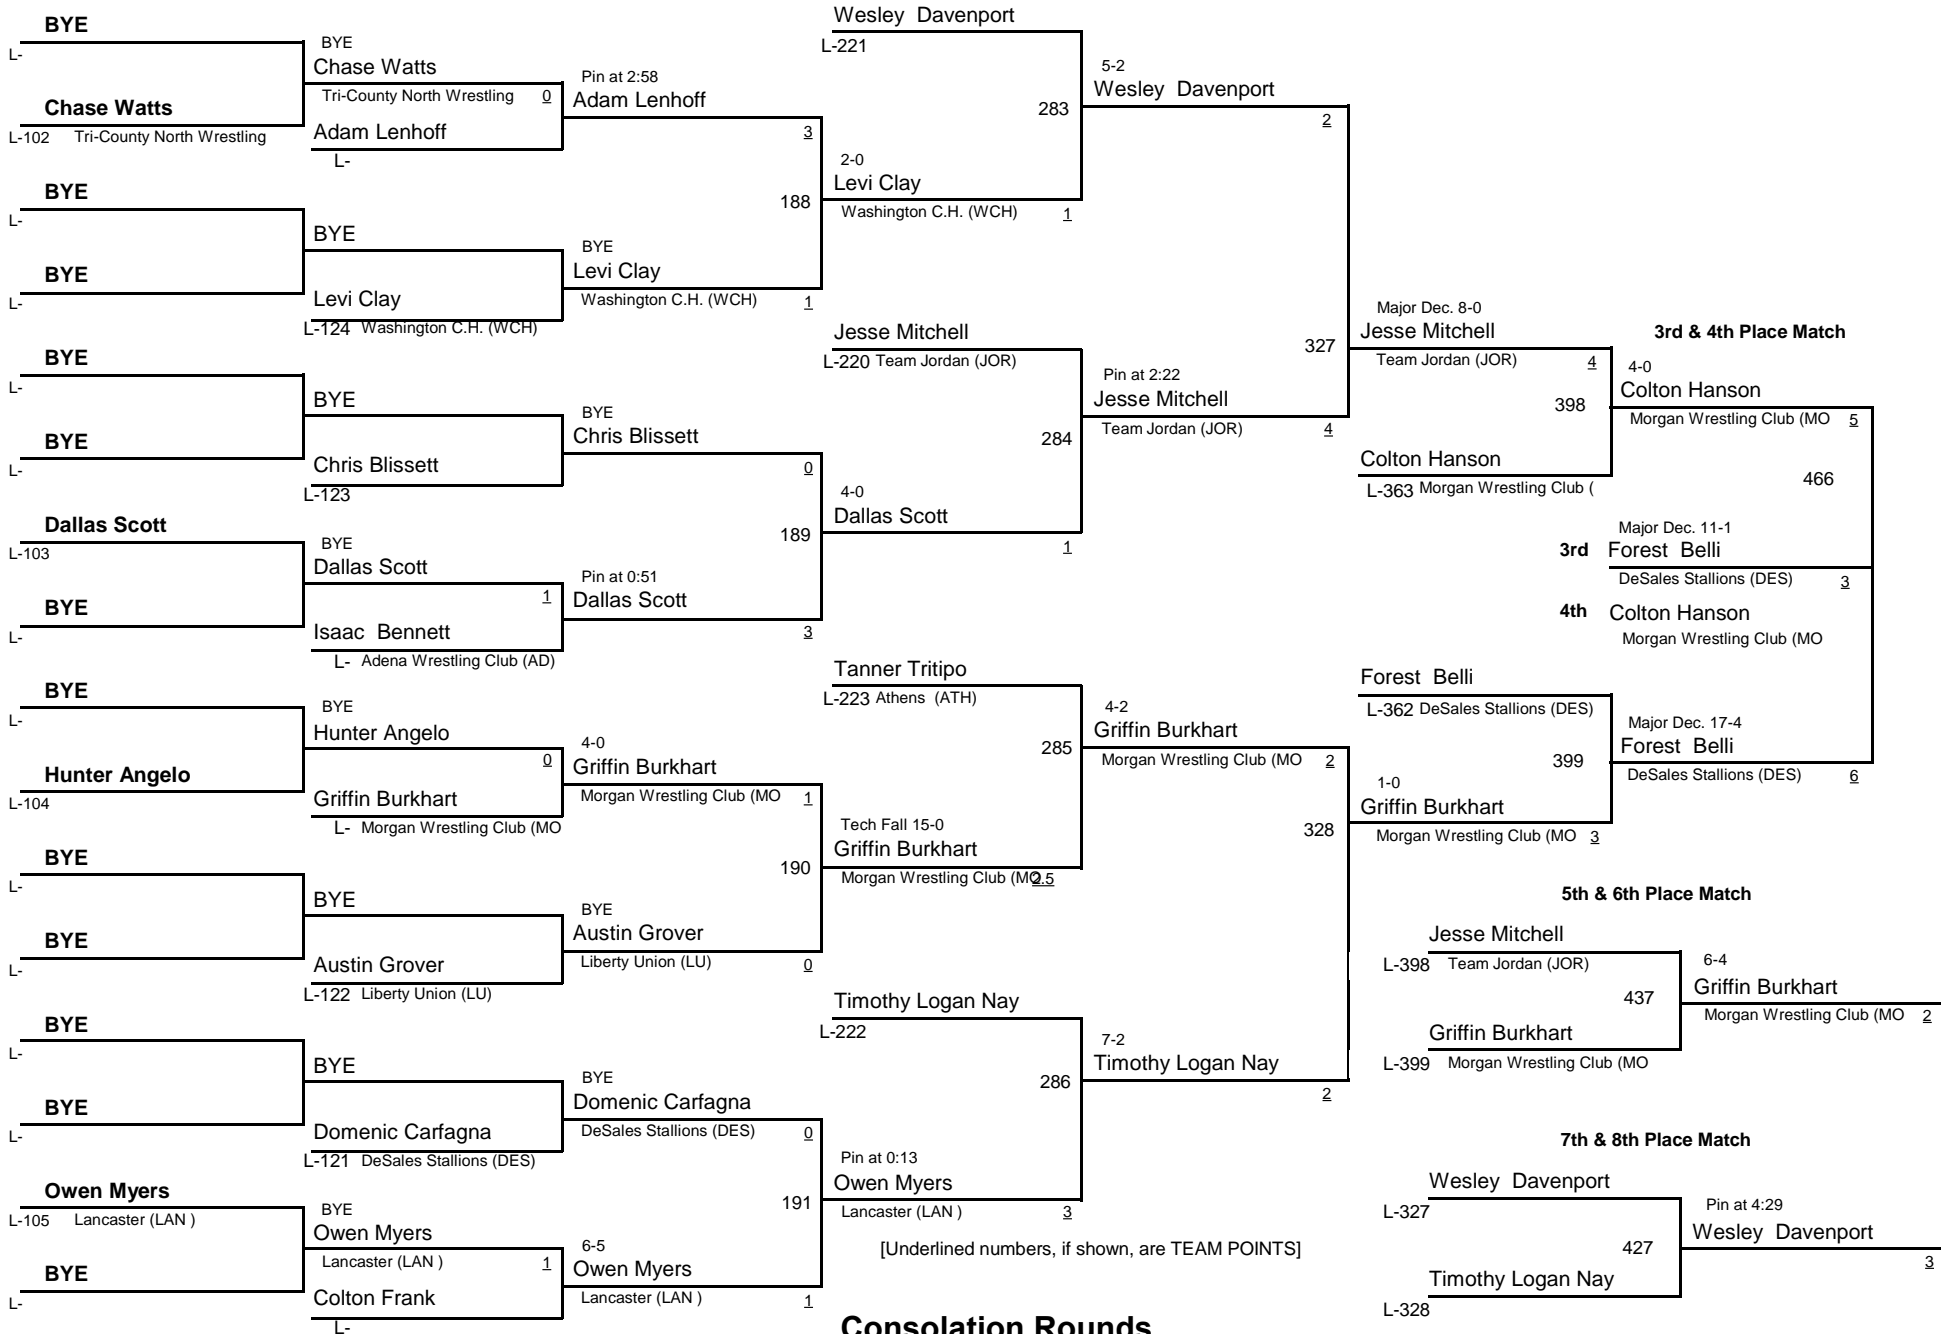 BYE
L-
Chase Watts
L-102 Tri-County North Wrestling
BYE
L-
BYE
L-
BYE
L-
BYE
L-
Dallas Scott
L-103
BYE
L-
BYE
L-
Hunter Angelo
L-104
BYE
L-
BYE
L-
BYE
L-
BYE
L-
Owen Myers
L-105 Lancaster (LAN )
BYE
L-
BYE
Chase Watts
Tri-County North Wrestling 0
Adam Lenhoff
L-
BYE
Levi Clay
L-124 Washington C.H. (WCH)
BYE
Chris Blissett
L-123
BYE
Dallas Scott
1
Isaac Bennett
L- Adena Wrestling Club (AD)
BYE
Hunter Angelo
0
Griffin Burkhart
L- Morgan Wrestling Club (MO
BYE
Austin Grover
L-122 Liberty Union (LU)
BYE
Domenic Carfagna
L-121 DeSales Stallions (DES)
BYE
Owen Myers
Lancaster (LAN ) 1
Colton Frank
L-
Pin at 2:58
Adam Lenhoff
3
188
BYE
Levi Clay
Washington C.H. (WCH) 1
BYE
Chris Blissett
0
189
Pin at 0:51
Dallas Scott
3
4-0
Griffin Burkhart
Morgan Wrestling Club (MO 1
190
BYE
Austin Grover
Liberty Union (LU) 0
BYE
Domenic Carfagna
DeSales Stallions (DES) 0
191
6-5
Owen Myers
Lancaster (LAN ) 1
Wesley Davenport
L-221
283
2-0
Levi Clay
Washington C.H. (WCH) 1
Jesse Mitchell
L-220 Team Jordan (JOR)
284
4-0
Dallas Scott
1
Tanner Tritipo
L-223 Athens (ATH)
285
Tech Fall 15-0
Griffin Burkhart
Morgan Wrestling Club (MO 2.5
Timothy Logan Nay
L-222
286
Pin at 0:13
Owen Myers
Lancaster (LAN ) 3
[Underlined numbers, if shown, are TEAM POINTS]
Consolation Rounds
5-2
Wesley Davenport
2
327
Pin at 2:22
Jesse Mitchell
Team Jordan (JOR) 4
4-2
Griffin Burkhart
Morgan Wrestling Club (MO 2
328
7-2
Timothy Logan Nay
2
Major Dec. 8-0
Jesse Mitchell
Team Jordan (JOR) 4
398
Colton Hanson
L-363 Morgan Wrestling Club (
Forest Belli
L-362 DeSales Stallions (DES)
399
1-0
Griffin Burkhart
Morgan Wrestling Club (MO 3
3rd & 4th Place Match
4-0
Colton Hanson
Morgan Wrestling Club (MO 5
466
Major Dec. 11-1
3rd Forest Belli
DeSales Stallions (DES) 3
4th Colton Hanson
Morgan Wrestling Club (MO
Major Dec. 17-4
Forest Belli
DeSales Stallions (DES) 6
5th & 6th Place Match
Jesse Mitchell
L-398 Team Jordan (JOR)
437
Griffin Burkhart
L-399 Morgan Wrestling Club (MO
6-4
Griffin Burkhart
Morgan Wrestling Club (MO 2
7th & 8th Place Match
Wesley Davenport
L-327
427
Timothy Logan Nay
L-328
Pin at 4:29
Wesley Davenport
3